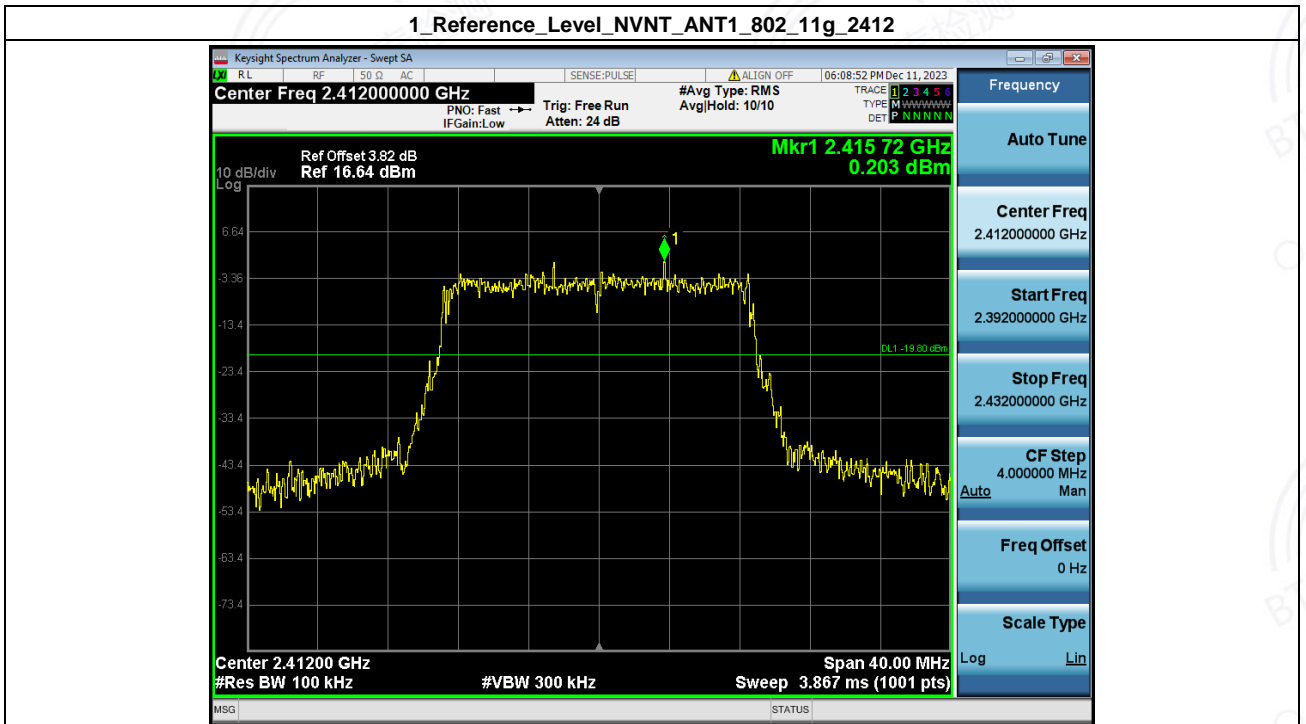 1_Reference_Level_NVNT_ANT1_802_11g_2412
Keysight Spectrum Analyzer - Swept SA
LXI RL RF 50 Ω AC SENSE:PULSE ALIGN OFF 06:08:52 PM Dec 11, 2023
Center Freq 2.412000000 GHz
PNO: Fast
IFGain:Low
Trig: Free Run
Atten: 24 dB
#Avg Type: RMS
Avg|Hold: 10/10
TRACE 1 2 3 4 5 6
TYPE M WWWWW
DET P N N N N N
Mkr1 2.415 72 GHz
0.203 dBm
Ref Offset 3.82 dB
10 dB/div Ref 16.64 dBm
Log
1
6.64
-3.36
-13.4
DL1 -19.80 dBm
-23.4
-33.4
-43.4
-53.4
-63.4
-73.4
Center 2.41200 GHz Span 40.00 MHz
#Res BW 100 kHz #VBW 300 kHz Sweep 3.867 ms (1001 pts)
MSG STATUS
Frequency
Auto Tune
Center Freq
2.412000000 GHz
Start Freq
2.392000000 GHz
Stop Freq
2.432000000 GHz
CF Step
4.000000 MHz
Auto Man
Freq Offset
0 Hz
Scale Type
Log Lin